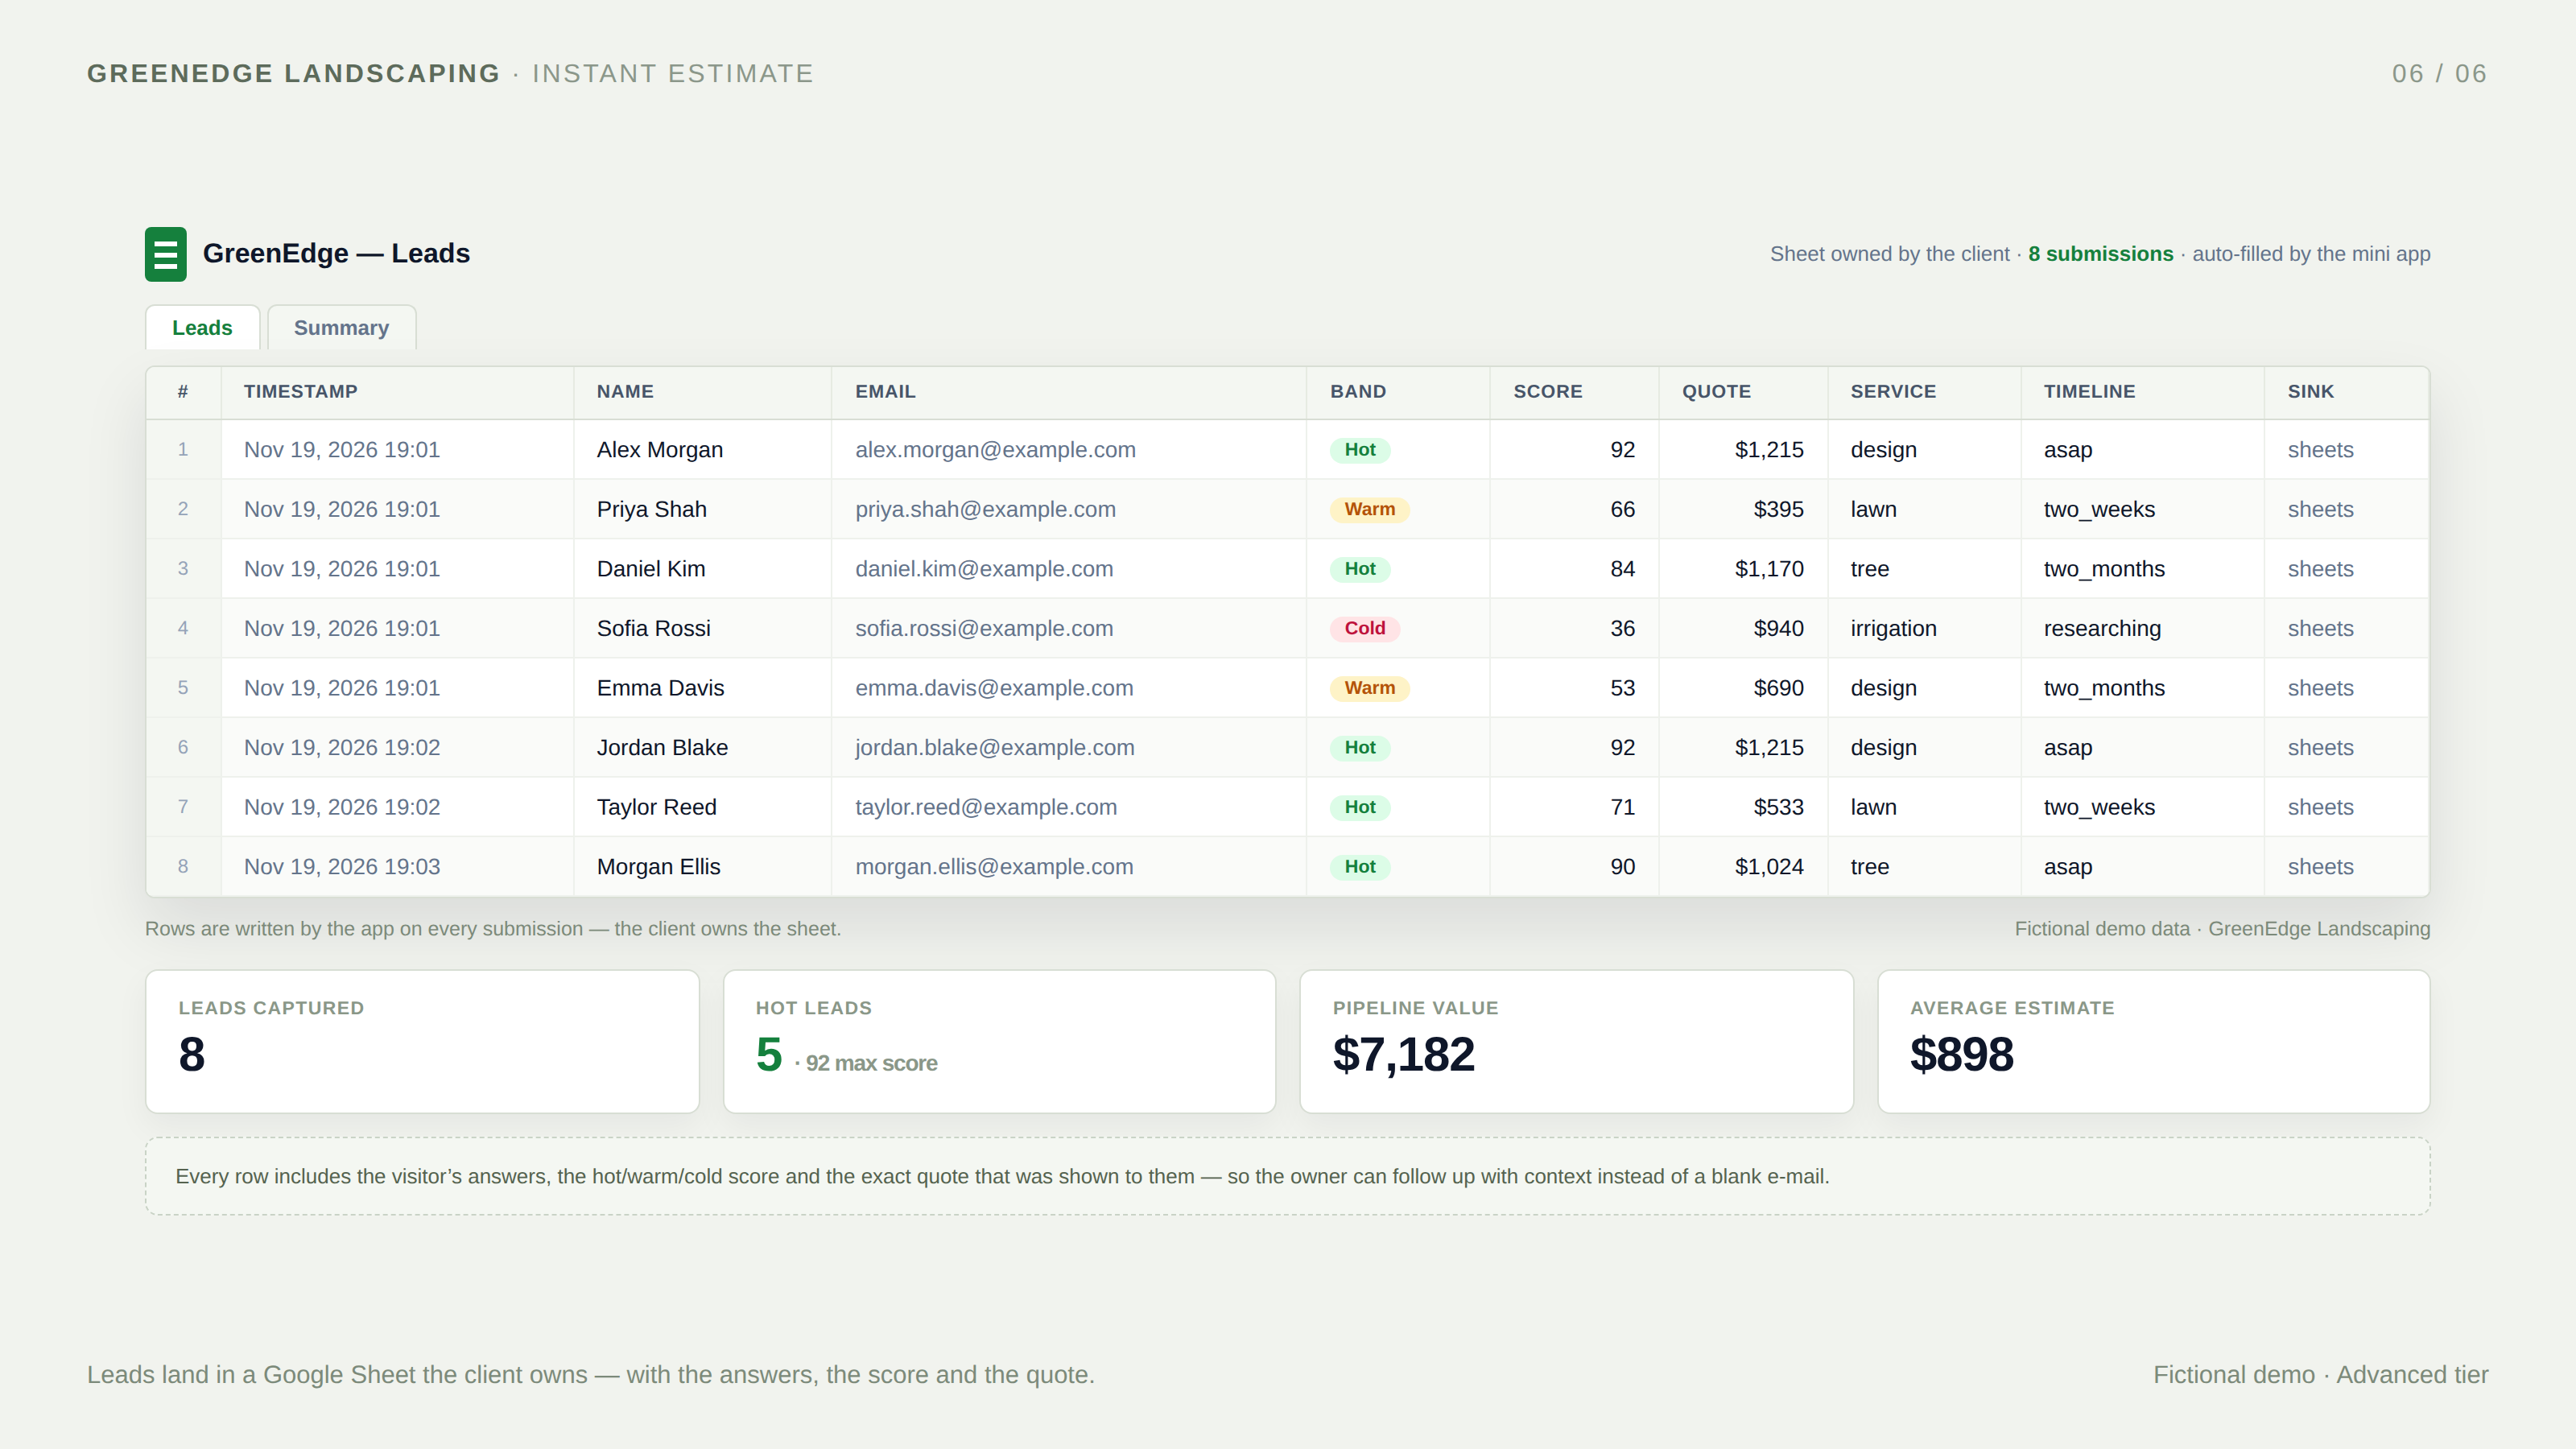 GREENEDGE LANDSCAPING · INSTANT ESTIMATE 06 / 06
GreenEdge — Leads Sheet owned by the client · 8 submissions · auto-filled by the mini app
Leads Summary
# TIMESTAMP NAME EMAIL BAND SCORE QUOTE SERVICE TIMELINE SINK
1 Nov 19, 2026 19:01 Alex Morgan alex.morgan@example.com Hot 92 $1,215 design asap sheets
2 Nov 19, 2026 19:01 Priya Shah priya.shah@example.com Warm 66 $395 lawn two_weeks sheets
3 Nov 19, 2026 19:01 Daniel Kim daniel.kim@example.com Hot 84 $1,170 tree two_months sheets
4 Nov 19, 2026 19:01 Sofia Rossi sofia.rossi@example.com Cold 36 $940 irrigation researching sheets
5 Nov 19, 2026 19:01 Emma Davis emma.davis@example.com Warm 53 $690 design two_months sheets
6 Nov 19, 2026 19:02 Jordan Blake jordan.blake@example.com Hot 92 $1,215 design asap sheets
7 Nov 19, 2026 19:02 Taylor Reed taylor.reed@example.com Hot 71 $533 lawn two_weeks sheets
8 Nov 19, 2026 19:03 Morgan Ellis morgan.ellis@example.com Hot 90 $1,024 tree asap sheets
Rows are written by the app on every submission — the client owns the sheet. Fictional demo data · GreenEdge Landscaping
LEADS CAPTURED HOT LEADS PIPELINE VALUE AVERAGE ESTIMATE
8 5 · 92 max score $7,182 $898
Every row includes the visitor’s answers, the hot/warm/cold score and the exact quote that was shown to them — so the owner can follow up with context instead of a blank e-mail.
Leads land in a Google Sheet the client owns — with the answers, the score and the quote. Fictional demo · Advanced tier